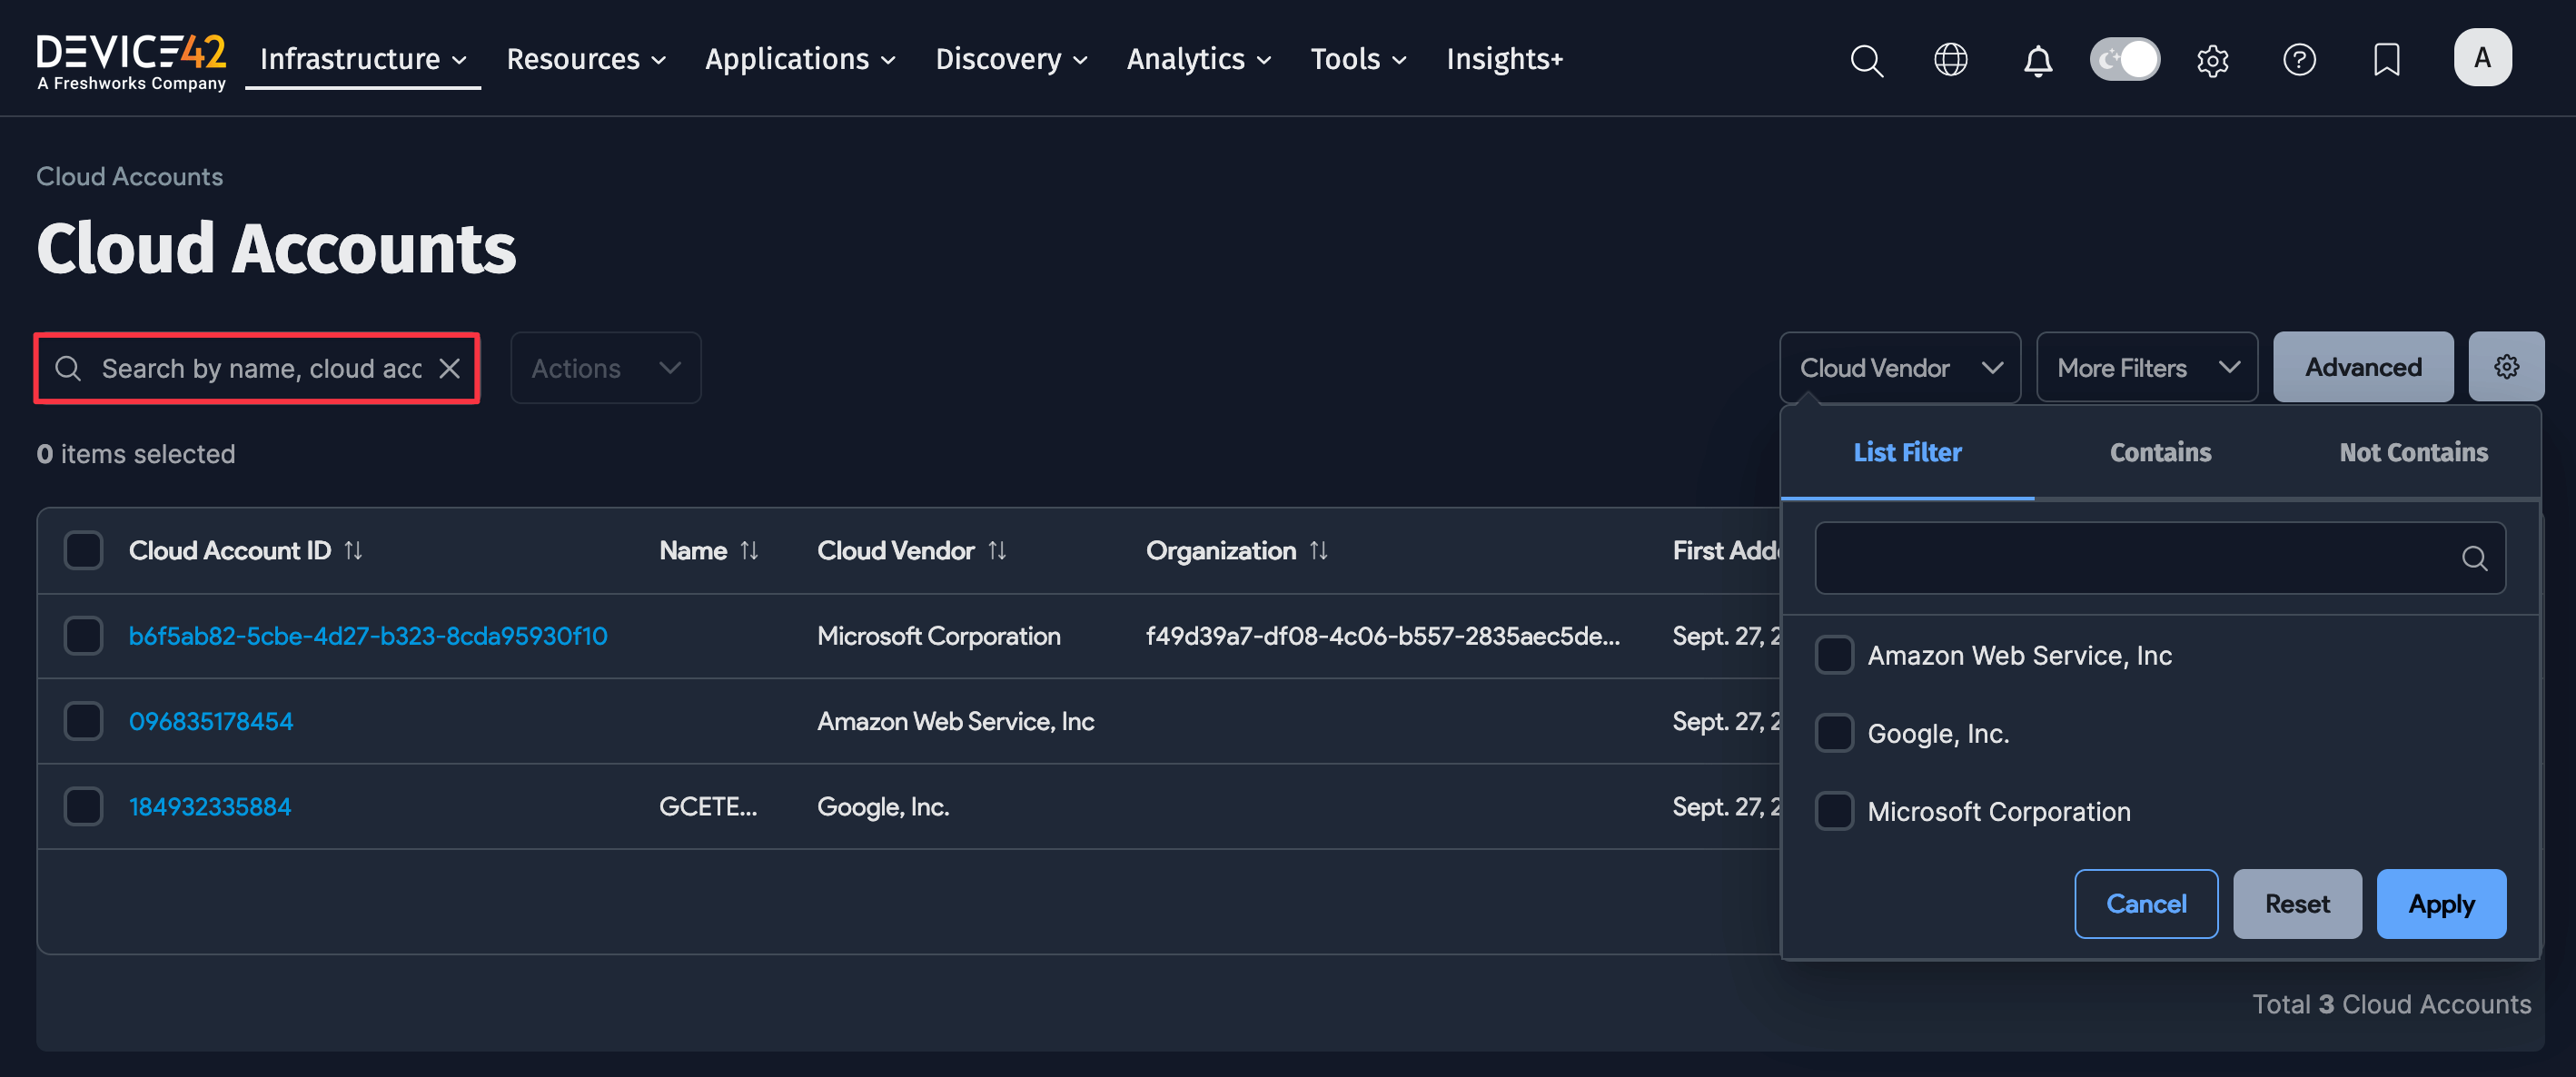 DEVICE42
A Freshworks Company
Infrastructure
Resources
Applications
Discovery
Analytics
Tools
Insights+
A
Cloud Accounts
Cloud Accounts
Search by name, cloud acc
Actions
Cloud Vendor
More Filters
Advanced
0 items selected
List Filter
Contains
Not Contains
Cloud Account ID
Name
Cloud Vendor
Organization
First Adde
b6f5ab82-5cbe-4d27-b323-8cda95930f10
Microsoft Corporation
f49d39a7-df08-4c06-b557-2835aec5de...
Sept. 27, 2
096835178454
Amazon Web Service, Inc
Sept. 27, 2
184932335884
GCETE...
Google, Inc.
Sept. 27, 2
Amazon Web Service, Inc
Google, Inc.
Microsoft Corporation
Cancel
Reset
Apply
Total 3 Cloud Accounts